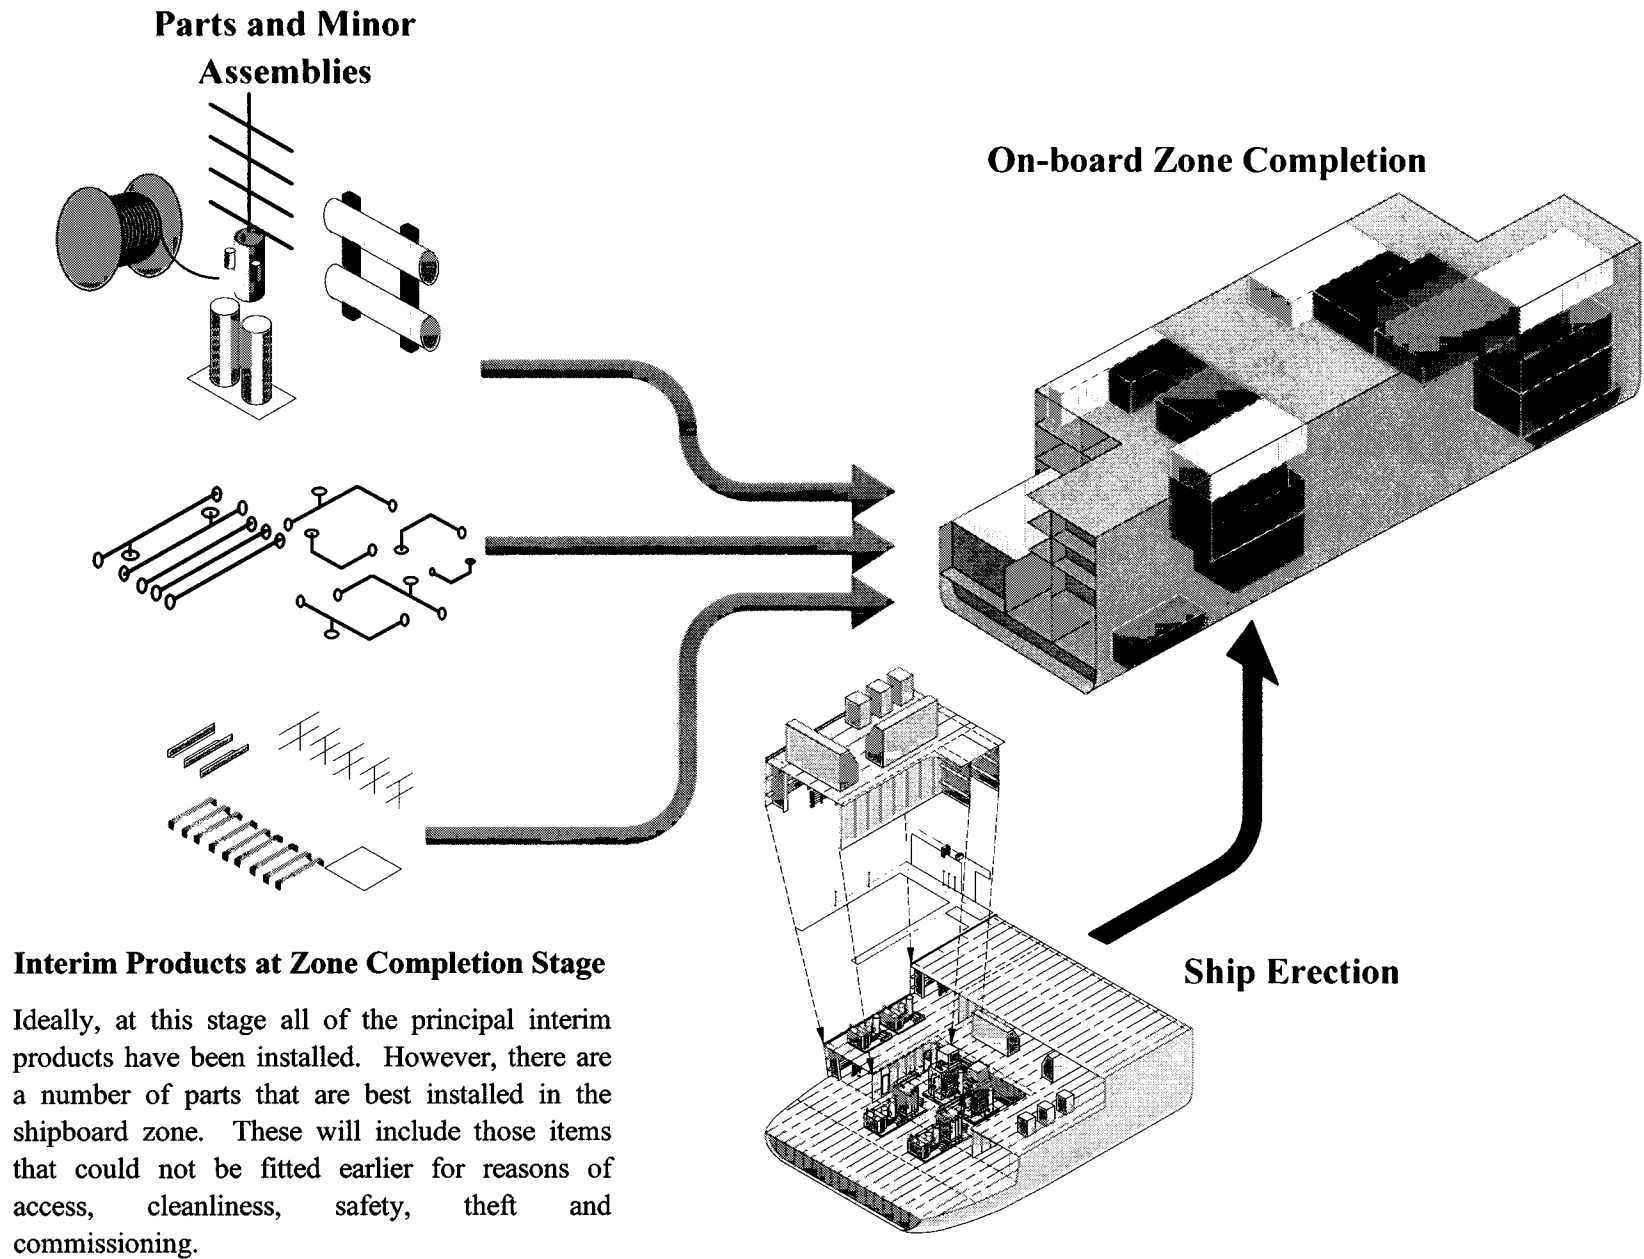 Parts and Minor
Assemblies
On-board Zone Completion
Interim Products at Zone Completion Stage
Ideally, at this stage all of the principal interim
products have been installed. However, there are
a number of parts that are best installed in the
shipboard zone. These will include those items
that could not be fitted earlier for reasons of
access, cleanliness, safety, theft and
commissioning.
Ship Erection